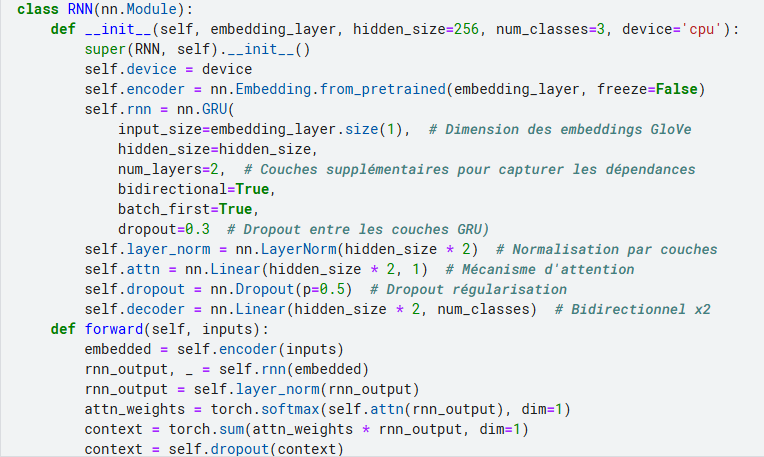 class RNN(nn.Module):
    def __init__(self, embedding_layer, hidden_size=256, num_classes=3, device='cpu'):
        super(RNN, self).__init__()
        self.device = device
        self.encoder = nn.Embedding.from_pretrained(embedding_layer, freeze=False)
        self.rnn = nn.GRU(
            input_size=embedding_layer.size(1),  # Dimension des embeddings GloVe
            hidden_size=hidden_size,
            num_layers=2,  # Couches supplémentaires pour capturer les dépendances
            bidirectional=True,
            batch_first=True,
            dropout=0.3  # Dropout entre les couches GRU)
        self.layer_norm = nn.LayerNorm(hidden_size * 2)  # Normalisation par couches
        self.attn = nn.Linear(hidden_size * 2, 1)  # Mécanisme d'attention
        self.dropout = nn.Dropout(p=0.5)  # Dropout régularisation
        self.decoder = nn.Linear(hidden_size * 2, num_classes)  # Bidirectionnel x2
    def forward(self, inputs):
        embedded = self.encoder(inputs)
        rnn_output, _ = self.rnn(embedded)
        rnn_output = self.layer_norm(rnn_output)
        attn_weights = torch.softmax(self.attn(rnn_output), dim=1)
        context = torch.sum(attn_weights * rnn_output, dim=1)
        context = self.dropout(context)